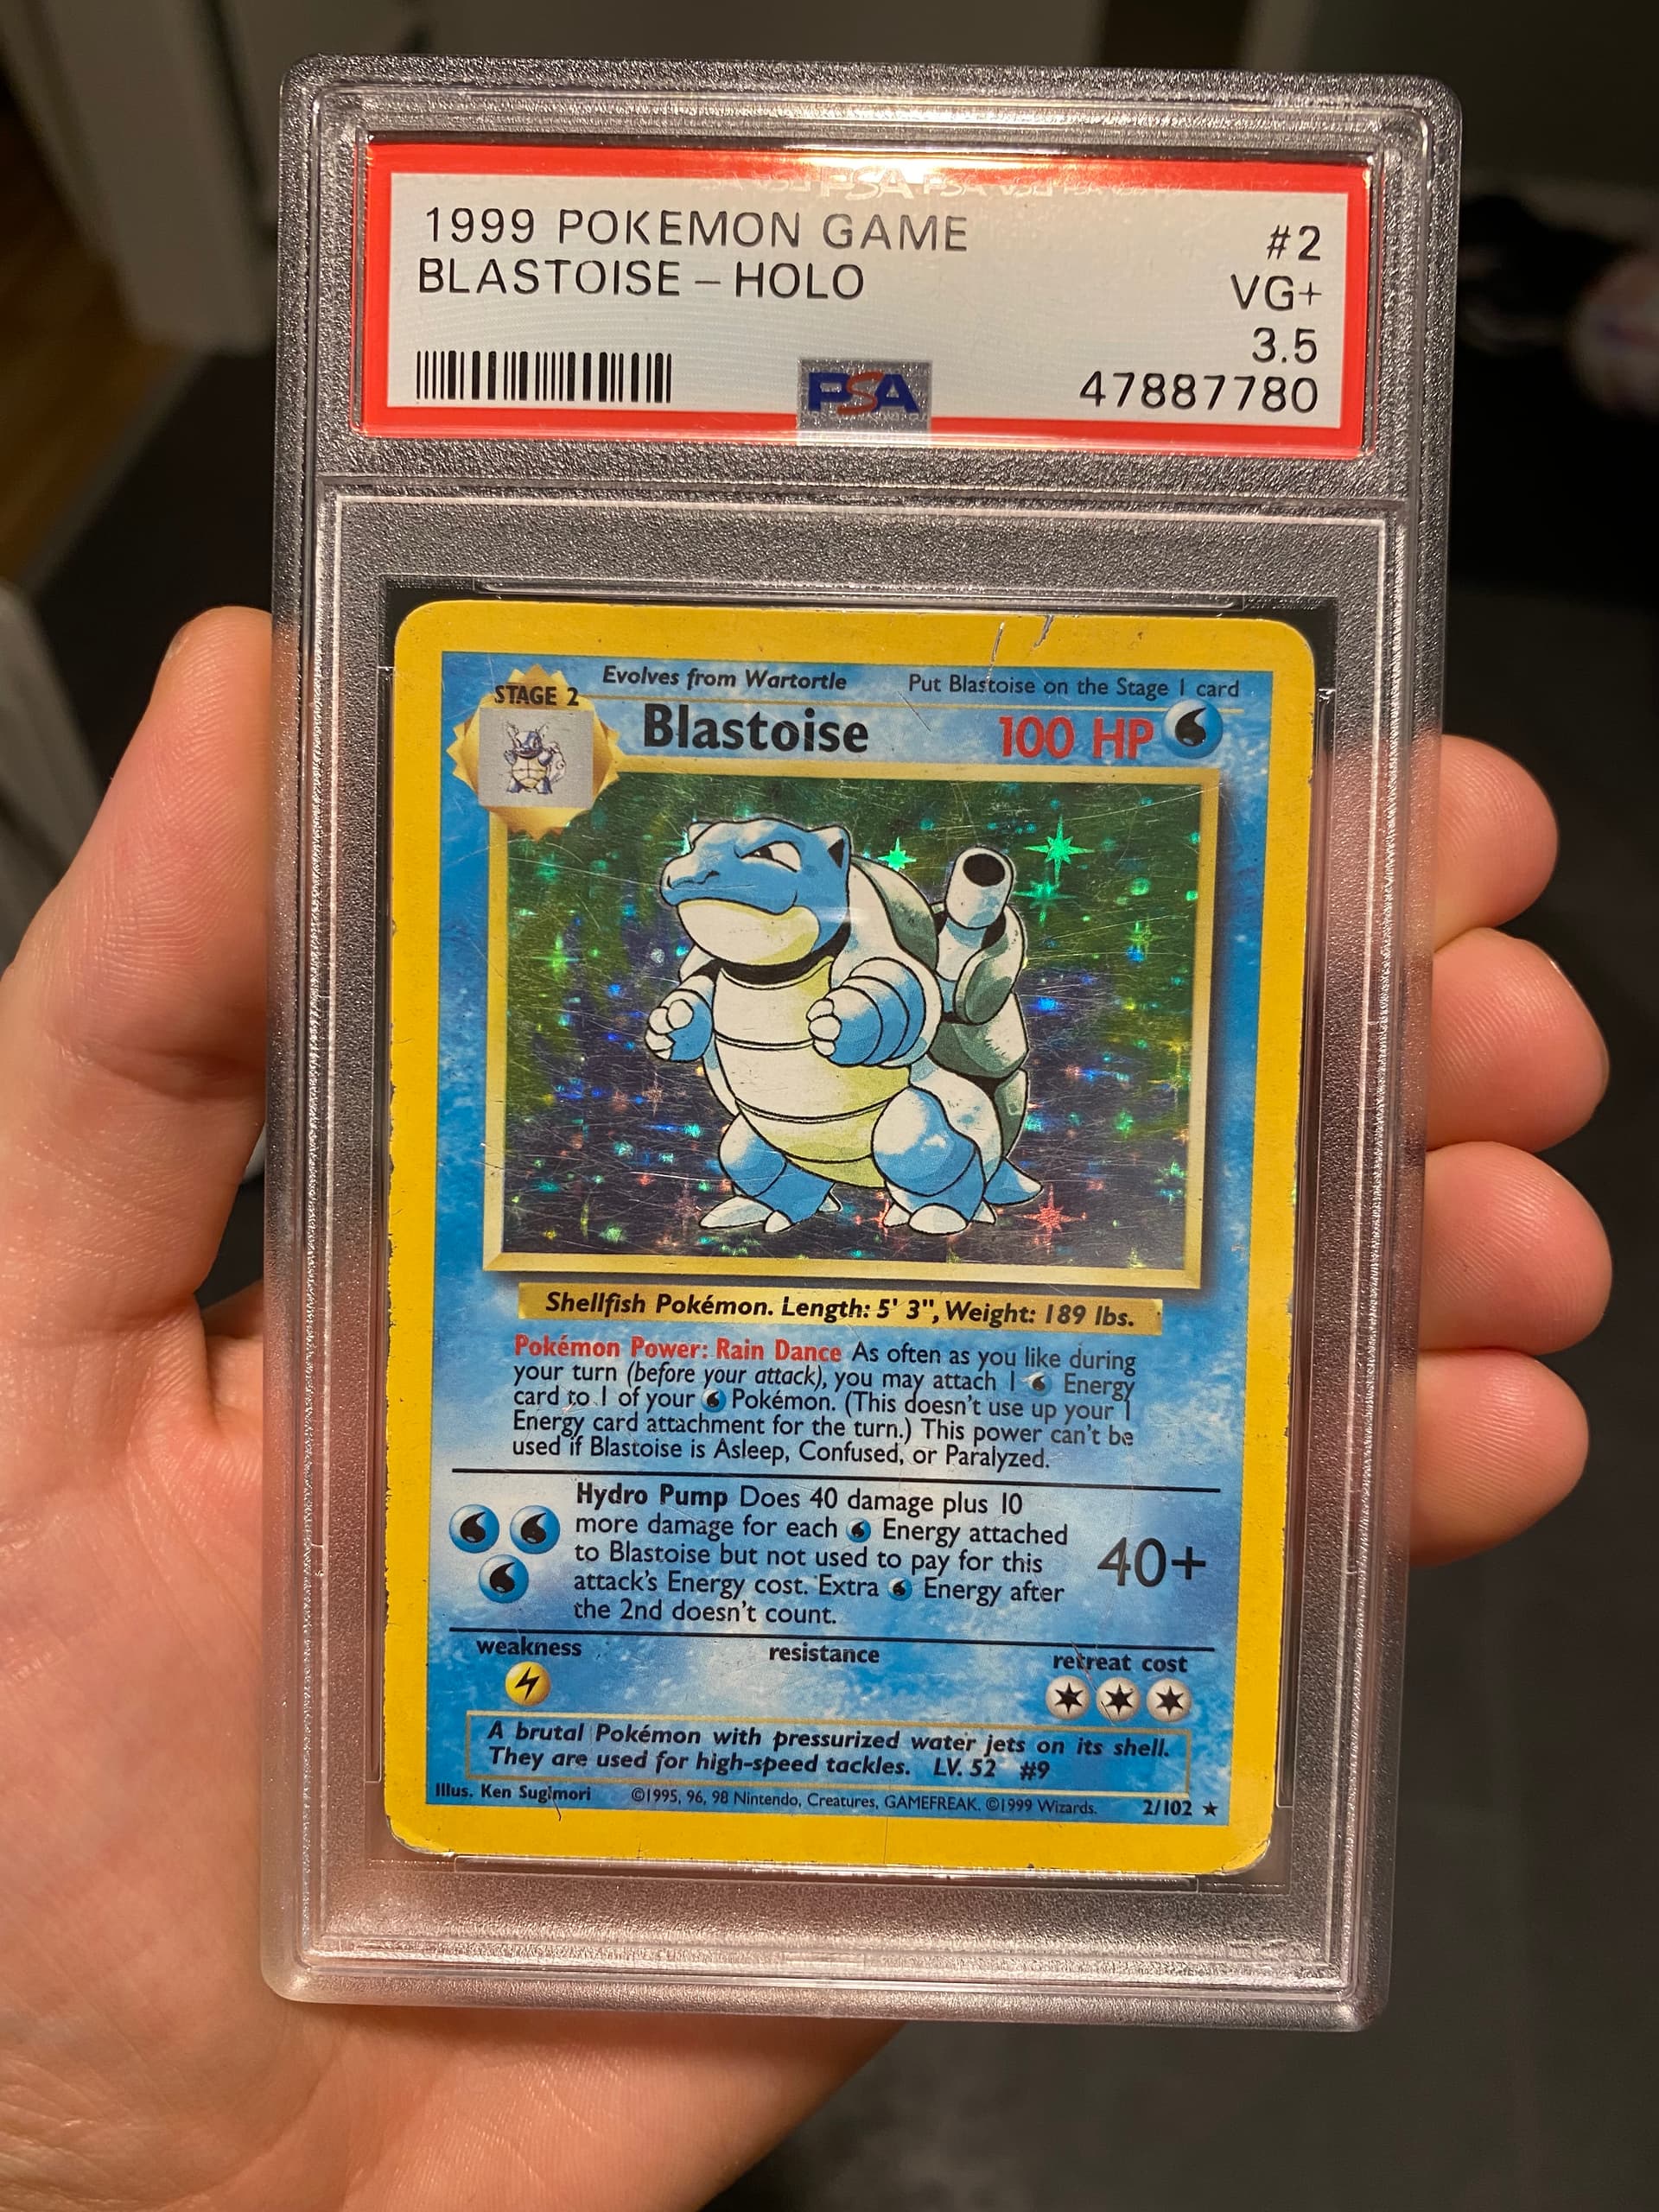 1999 POKEMON GAME
#2
BLASTOISE – HOLO
VG+
3.5
PSA
47887780
STAGE 2
Evolves from Wartortle
Put Blastoise on the Stage 1 card
Blastoise
100 HP
Shellfish Pokémon. Length: 5' 3", Weight: 189 lbs.
Pokémon Power: Rain Dance As often as you like during
your turn (before your attack), you may attach 1 Energy
card to 1 of your Pokémon. (This doesn't use up your 1
Energy card attachment for the turn.) This power can't be
used if Blastoise is Asleep, Confused, or Paralyzed.
Hydro Pump Does 40 damage plus 10
more damage for each Energy attached
to Blastoise but not used to pay for this
attack's Energy cost. Extra Energy after
the 2nd doesn't count.
40+
weakness
resistance
retreat cost
A brutal Pokémon with pressurized water jets on its shell.
They are used for high-speed tackles. LV. 52 #9
Illus. Ken Sugimori
©1995, 96, 98 Nintendo, Creatures, GAMEFREAK. ©1999 Wizards.
2/102 ★